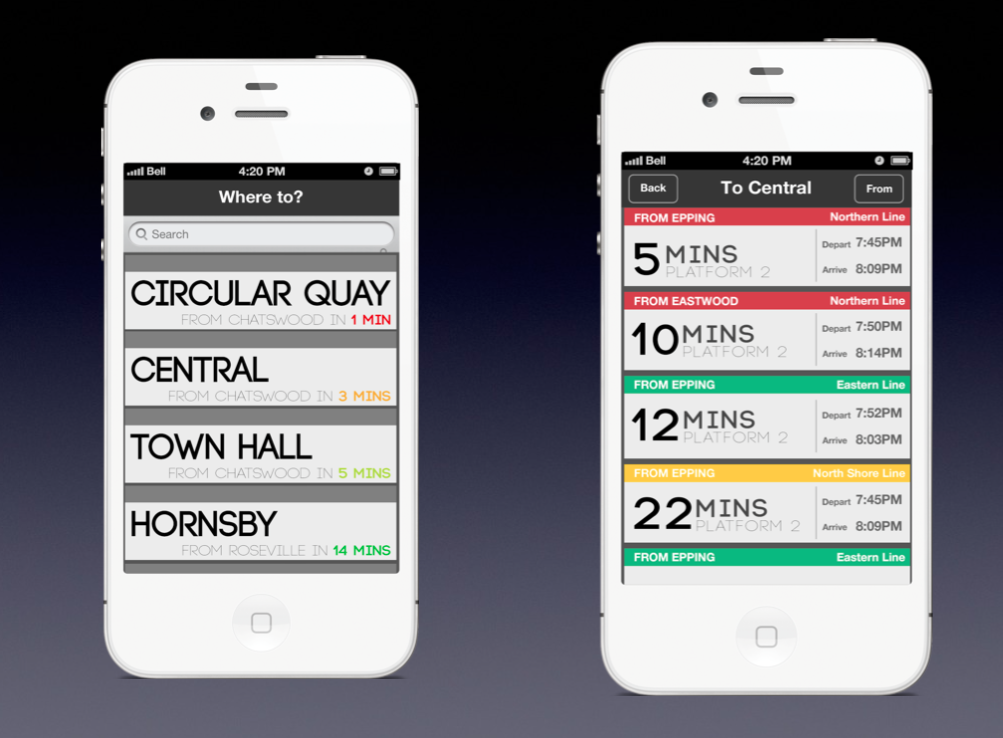 Bell 4:20 PM
Where to?
Search
CIRCULAR QUAY
FROM CHATSWOOD IN 1 MIN
CENTRAL
FROM CHATSWOOD IN 3 MINS
TOWN HALL
FROM CHATSWOOD IN 5 MINS
HORNSBY
FROM ROSEVILLE IN 14 MINS
Bell 4:20 PM
Back To Central From
FROM EPPING Northern Line
5 MINS Depart 7:45PM
PLATFORM 2 Arrive 8:09PM
FROM EASTWOOD Northern Line
10 MINS Depart 7:50PM
PLATFORM 2 Arrive 8:14PM
FROM EPPING Eastern Line
12 MINS Depart 7:52PM
PLATFORM 2 Arrive 8:03PM
FROM EPPING North Shore Line
22 MINS Depart 7:45PM
PLATFORM 2 Arrive 8:09PM
FROM EPPING Eastern Line